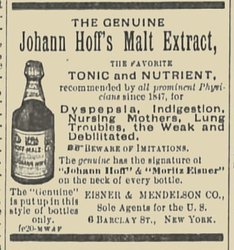 THE GENUINE
Johann Hoff's Malt Extract,
THE FAVORITE
TONIC and NUTRIENT,
recommended by all prominent Physi-
cians since 1847, for
Dyspepsia, Indigestion,
Nursing Mothers, Lung
Troubles, the Weak and
Debilitated.
BEWARE OF IMITATIONS.
The genuine has the signature of
"Johann Hoff" & "Moritz Eisner"
on the neck of every bottle.
EISNER & MENDELSON CO.,
Sole Agents for the U. S.
6 BARCLAY ST., NEW YORK.
The "Genuine"
is put up in this
style of bottles
only.
fe20-MWAF